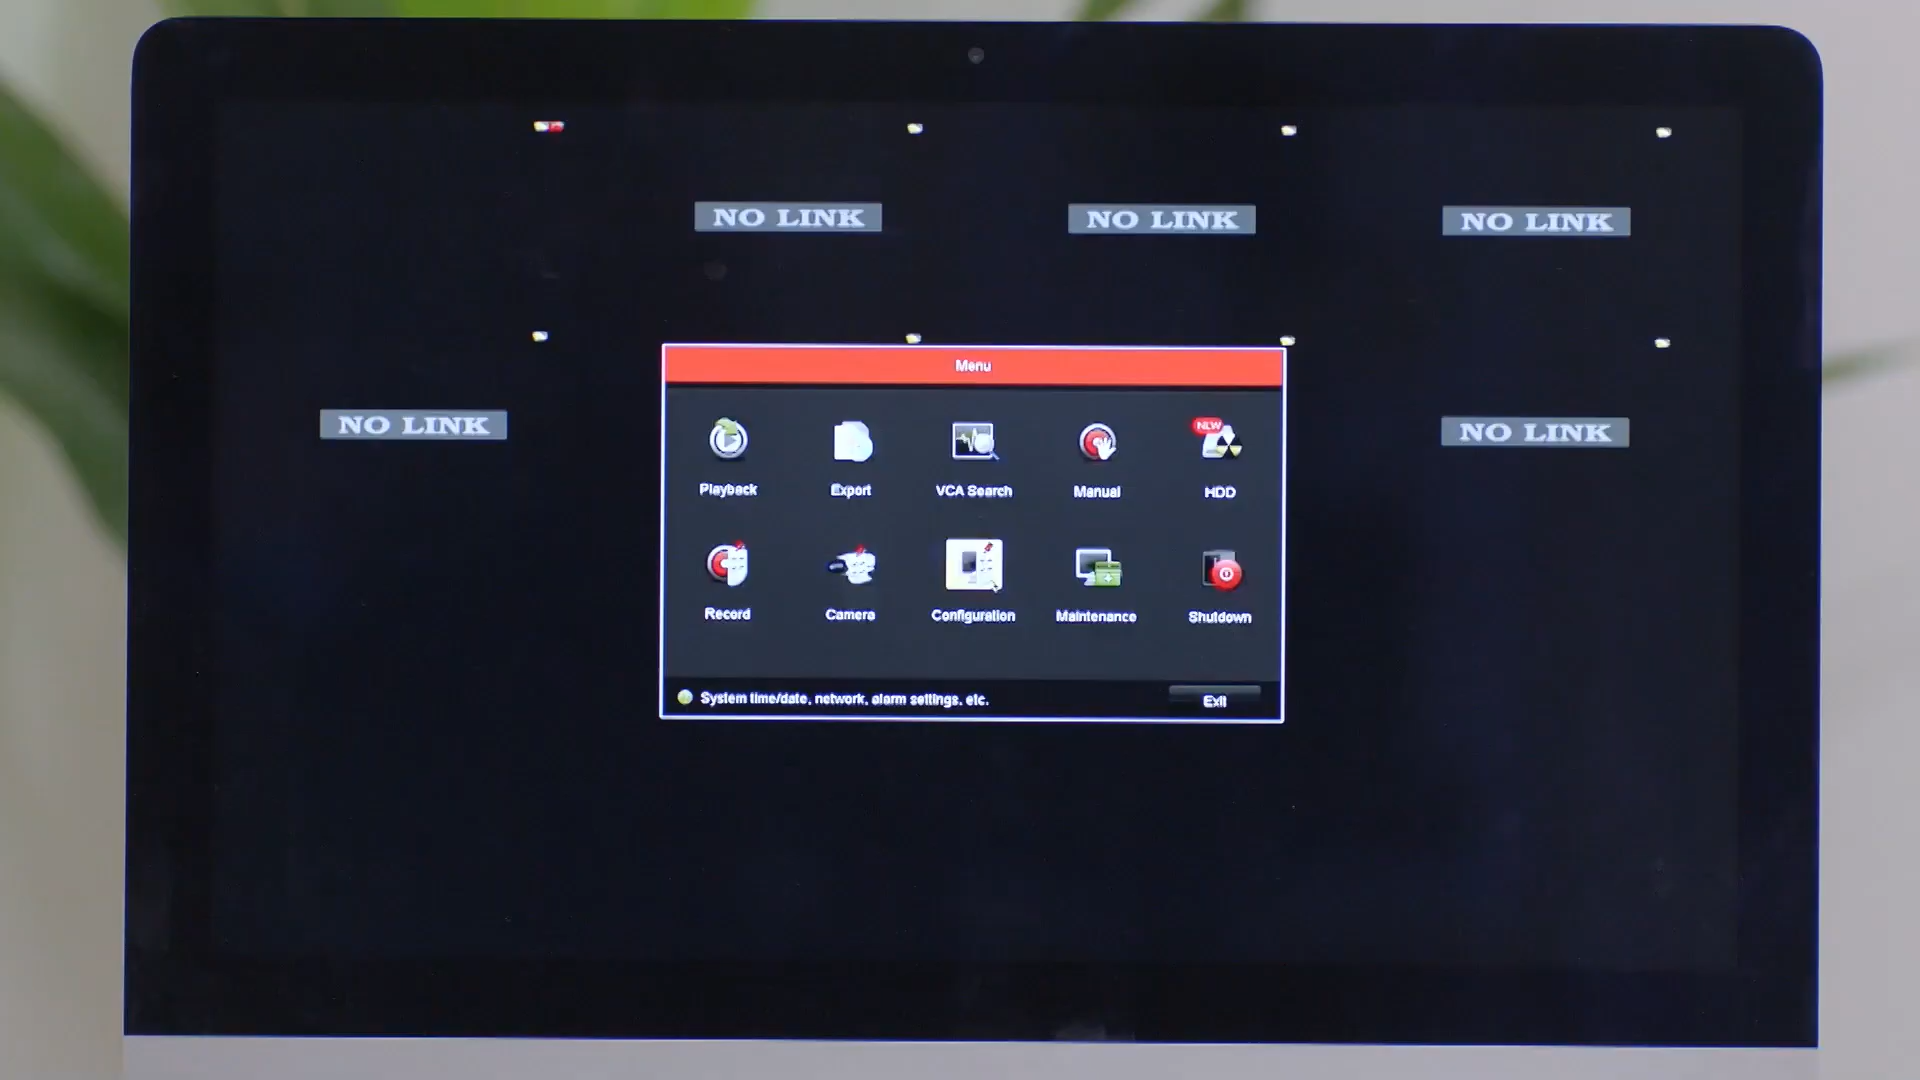 NO LINK NO LINK NO LINK
Menu
NO LINK NO LINK
NEW
Playback Export VCA Search Manual HDD
Record Camera Configuration Maintenance Shutdown
System time/date, network, alarm settings, etc. Exit